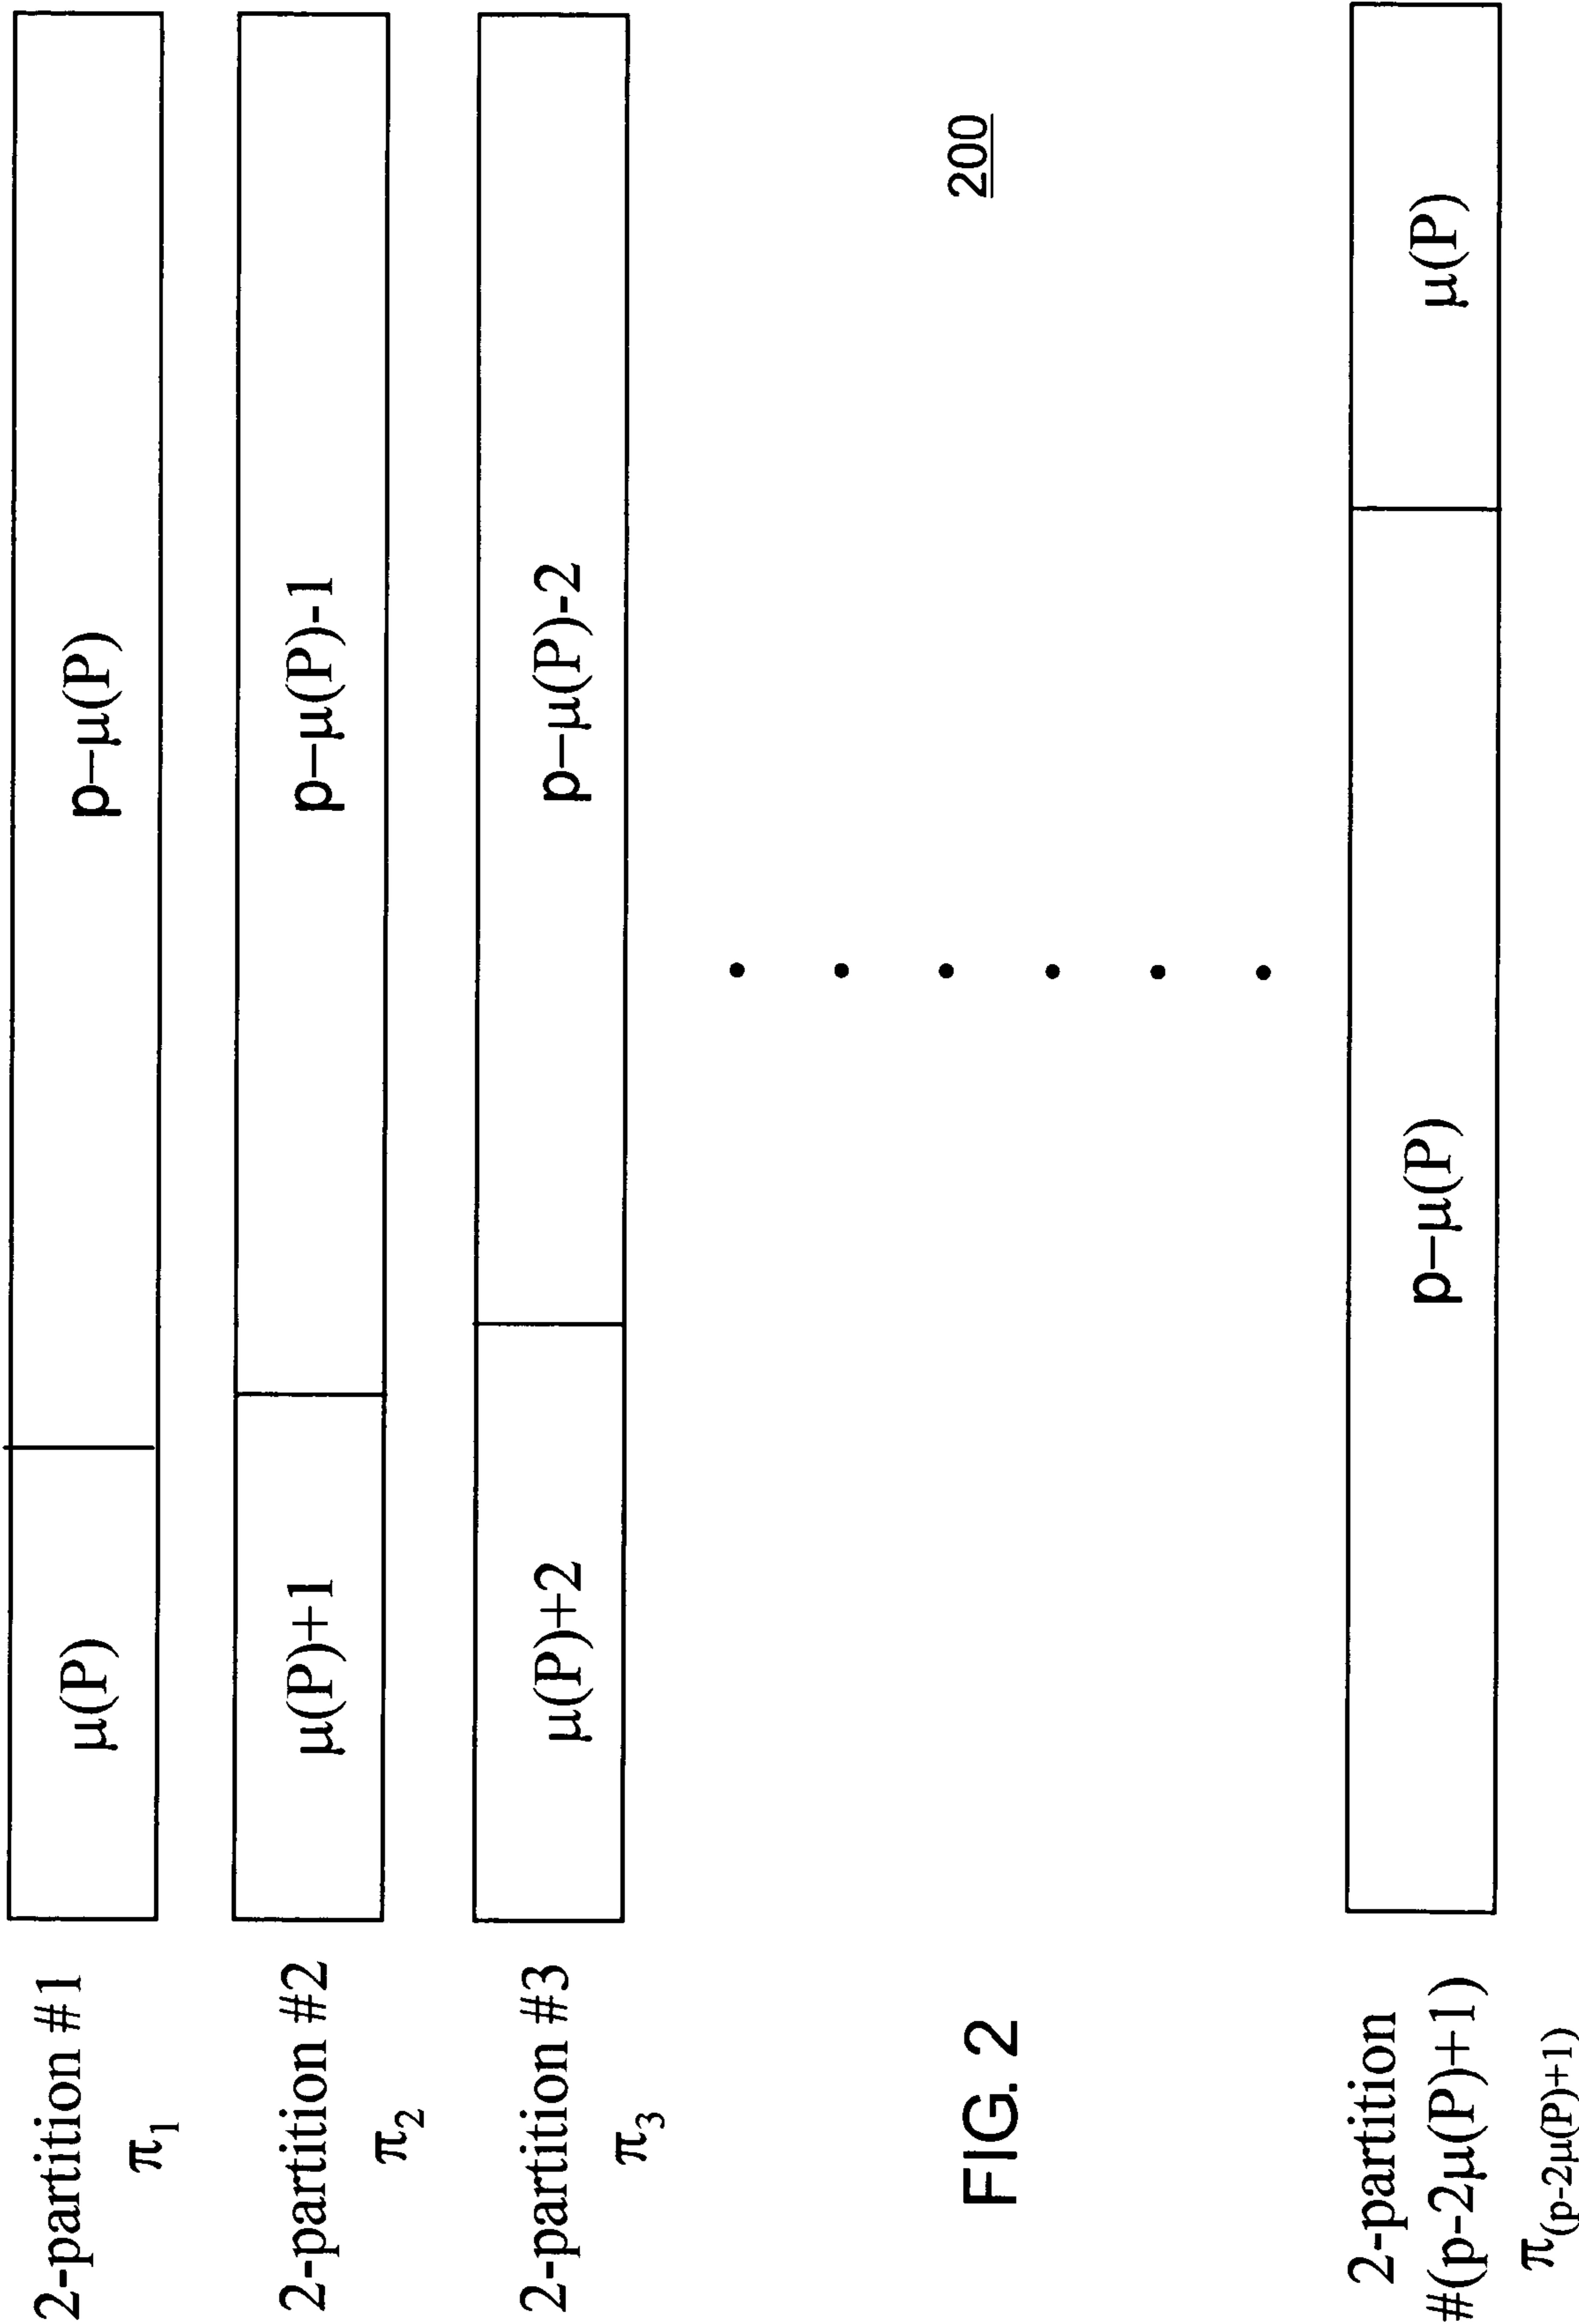 2-partition #1
π₁
μ(P)
p–μ(P)
2-partition #2
π₂
μ(P)+1
p–μ(P)-1
2-partition #3
π₃
μ(P)+2
p–μ(P)-2
FIG. 2
200
2-partition
#(p-2μ(P)+1)
π(p-2μ(P)+1)
p–μ(P)
μ(P)